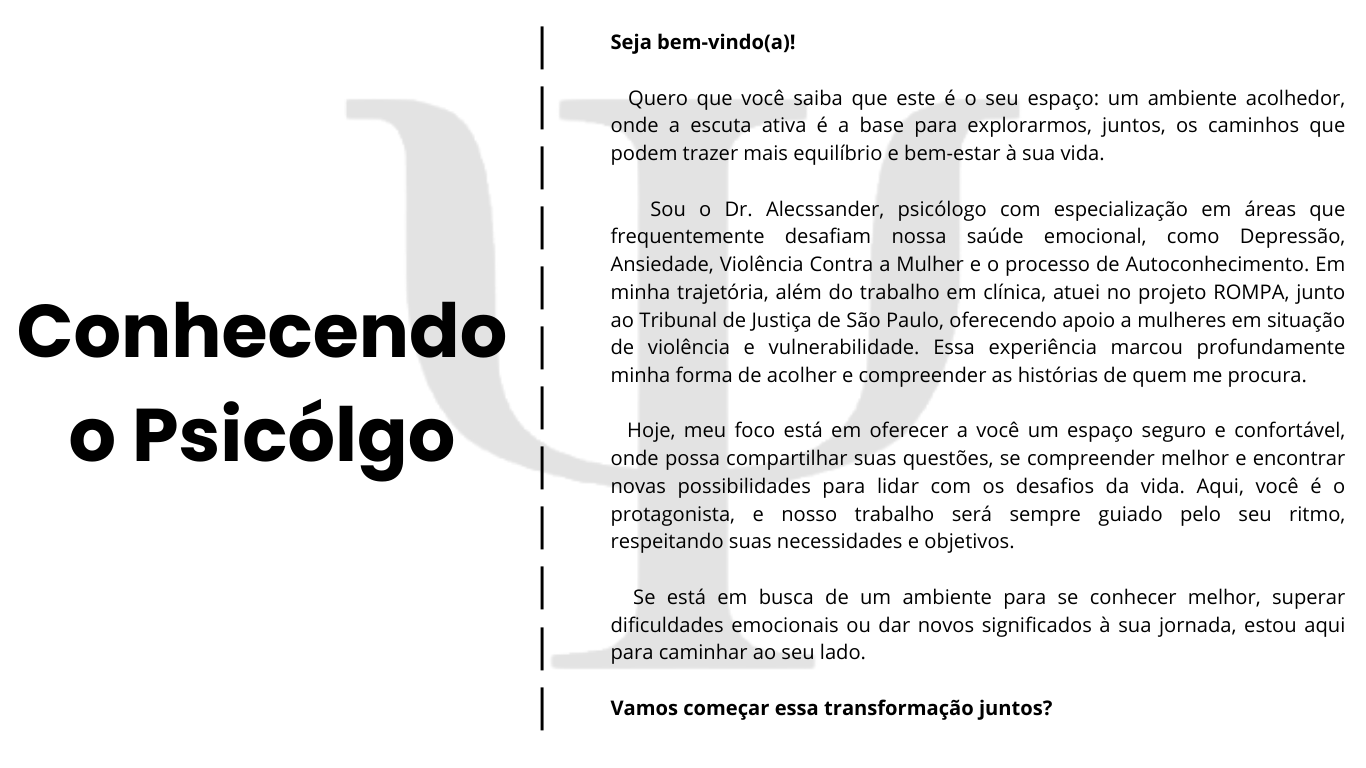 Conhecendo
o Psicólgo
Seja bem-vindo(a)!
Quero que você saiba que este é o seu espaço: um ambiente acolhedor,
onde a escuta ativa é a base para explorarmos, juntos, os caminhos que
podem trazer mais equilíbrio e bem-estar à sua vida.
Sou o Dr. Alecssander, psicólogo com especialização em áreas que
frequentemente desafiam nossa saúde emocional, como Depressão,
Ansiedade, Violência Contra a Mulher e o processo de Autoconhecimento. Em
minha trajetória, além do trabalho em clínica, atuei no projeto ROMPA, junto
ao Tribunal de Justiça de São Paulo, oferecendo apoio a mulheres em situação
de violência e vulnerabilidade. Essa experiência marcou profundamente
minha forma de acolher e compreender as histórias de quem me procura.
Hoje, meu foco está em oferecer a você um espaço seguro e confortável,
onde possa compartilhar suas questões, se compreender melhor e encontrar
novas possibilidades para lidar com os desafios da vida. Aqui, você é o
protagonista, e nosso trabalho será sempre guiado pelo seu ritmo,
respeitando suas necessidades e objetivos.
Se está em busca de um ambiente para se conhecer melhor, superar
dificuldades emocionais ou dar novos significados à sua jornada, estou aqui
para caminhar ao seu lado.
Vamos começar essa transformação juntos?